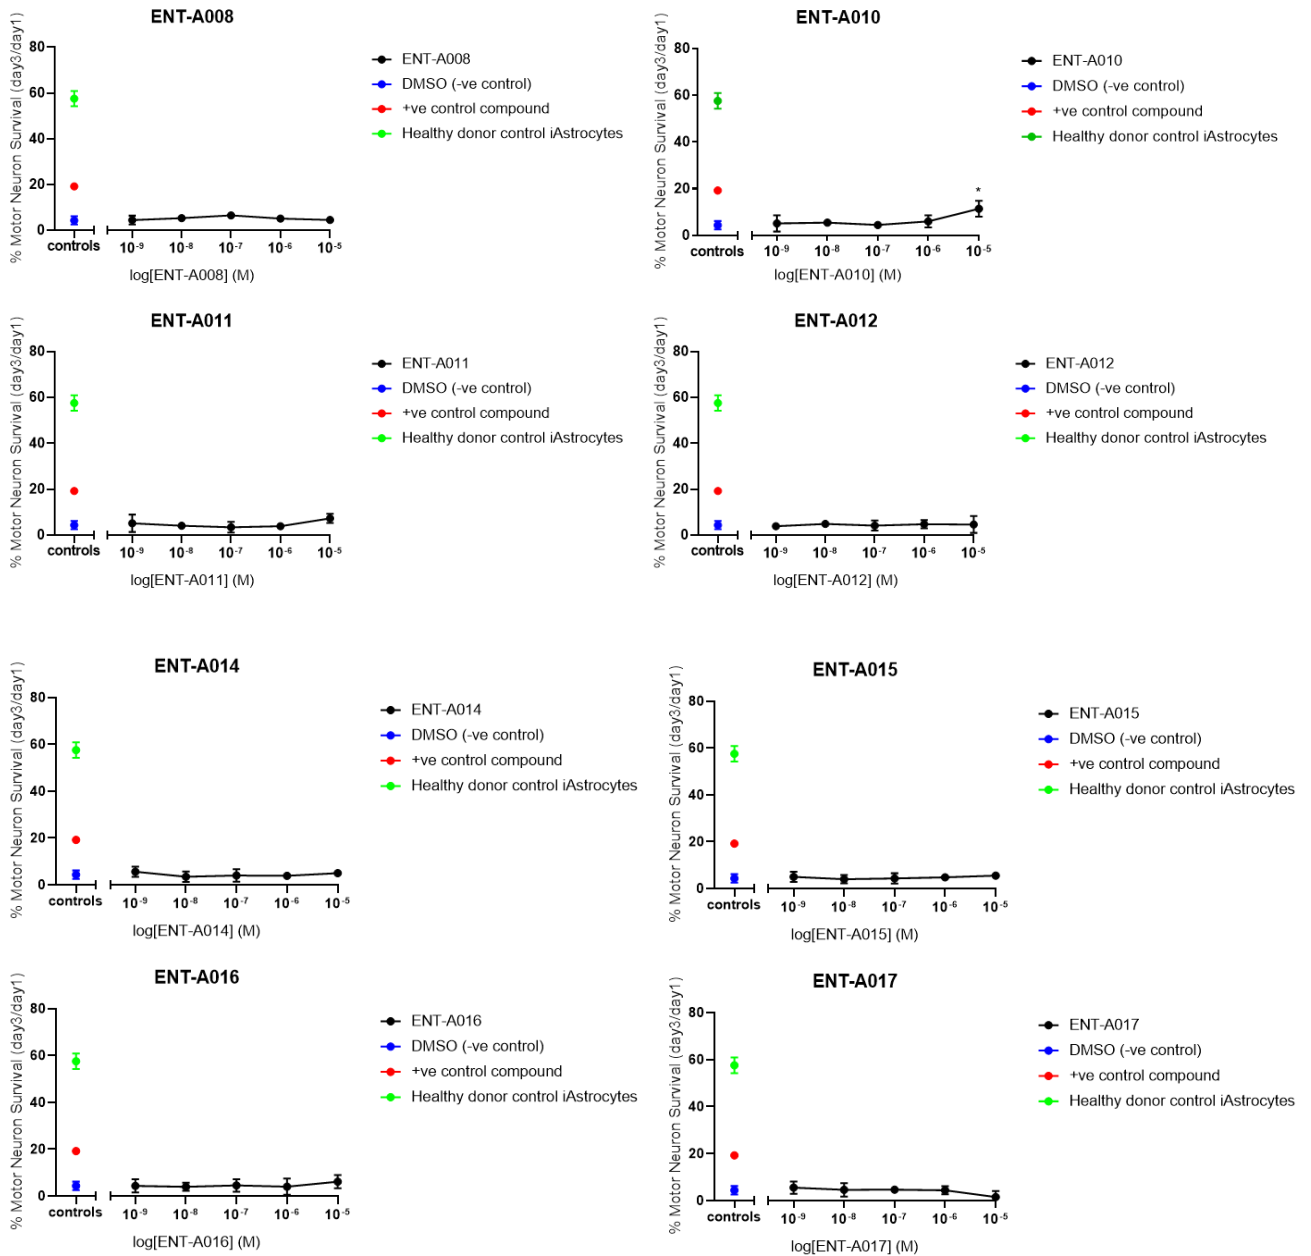 ENT-A008
% Motor Neuron Survival (day3/day1)
80
60
40
20
0
controls
10-9
10-8
10-7
10-6
10-5
log[ENT-A008] (M)
ENT-A008
DMSO (-ve control)
+ve control compound
Healthy donor control iAstrocytes
ENT-A010
% Motor Neuron Survival (day3/day1)
80
60
40
20
0
*
controls
10-9
10-8
10-7
10-6
10-5
log[ENT-A010] (M)
ENT-A010
DMSO (-ve control)
+ve control compound
Healthy donor control iAstrocytes
ENT-A011
% Motor Neuron Survival (day3/day1)
80
60
40
20
0
controls
10-9
10-8
10-7
10-6
10-5
log[ENT-A011] (M)
ENT-A011
DMSO (-ve control)
+ve control compound
Healthy donor control iAstrocytes
ENT-A012
% Motor Neuron Survival (day3/day1)
80
60
40
20
0
controls
10-9
10-8
10-7
10-6
10-5
log[ENT-A012] (M)
ENT-A012
DMSO (-ve control)
+ve control compound
Healthy donor control iAstrocytes
ENT-A014
% Motor Neuron Survival (day3/day1)
80
60
40
20
0
controls
10-9
10-8
10-7
10-6
10-5
log[ENT-A014] (M)
ENT-A014
DMSO (-ve control)
+ve control compound
Healthy donor control iAstrocytes
ENT-A015
% Motor Neuron Survival (day3/day1)
80
60
40
20
0
controls
10-9
10-8
10-7
10-6
10-5
log[ENT-A015] (M)
ENT-A015
DMSO (-ve control)
+ve control compound
Healthy donor control iAstrocytes
ENT-A016
% Motor Neuron Survival (day3/day1)
80
60
40
20
0
controls
10-9
10-8
10-7
10-6
10-5
log[ENT-A016] (M)
ENT-A016
DMSO (-ve control)
+ve control compound
Healthy donor control iAstrocytes
ENT-A017
% Motor Neuron Survival (day3/day1)
80
60
40
20
0
controls
10-9
10-8
10-7
10-6
10-5
log[ENT-A017] (M)
ENT-A017
DMSO (-ve control)
+ve control compound
Healthy donor control iAstrocytes